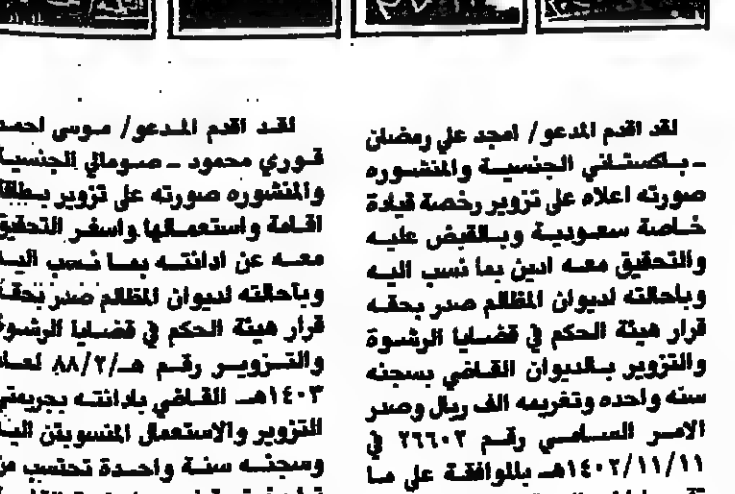 لقد اقدم المدعو/ امجد علي رمضان
ـ باكستاني الجنسية والمنشوره
صورته اعلاه على تزوير رخصة قيادة
خاصة سعودية وبالقبض عليه
والتحقيق معه ادين بما نسب اليه
وباحالته لديوان المظالم صدر بحقه
قرار هيئة الحكم في قضايا الرشوة
والتزوير بالديوان القاضي بسجنه
سنه واحده وتغريمه الف ريال وصدر
الامر السامي رقم ٢٦٦٠٢ في
١٤٠٢/١١/١١هـ بالموافقة على ما
لقد اقدم المدعو/ موسى احمد
قوري محمود ـ صومالي الجنسية
والمنشوره صورته على تزوير بطاقة
اقامة واستعمالها واسفر التحقيق
معه عن ادانته بما نسب اليه
وباحالته لديوان المظالم صدر بحقه
قرار هيئة الحكم في قضايا الرشوة
والتزوير رقم هـ/٨٨/٢ لعام
١٤٠٣هـ القاضي بادانته بجريمتي
التزوير والاستعمال المنسوبتن اليه
وسجنه سنة واحدة تحتسب من